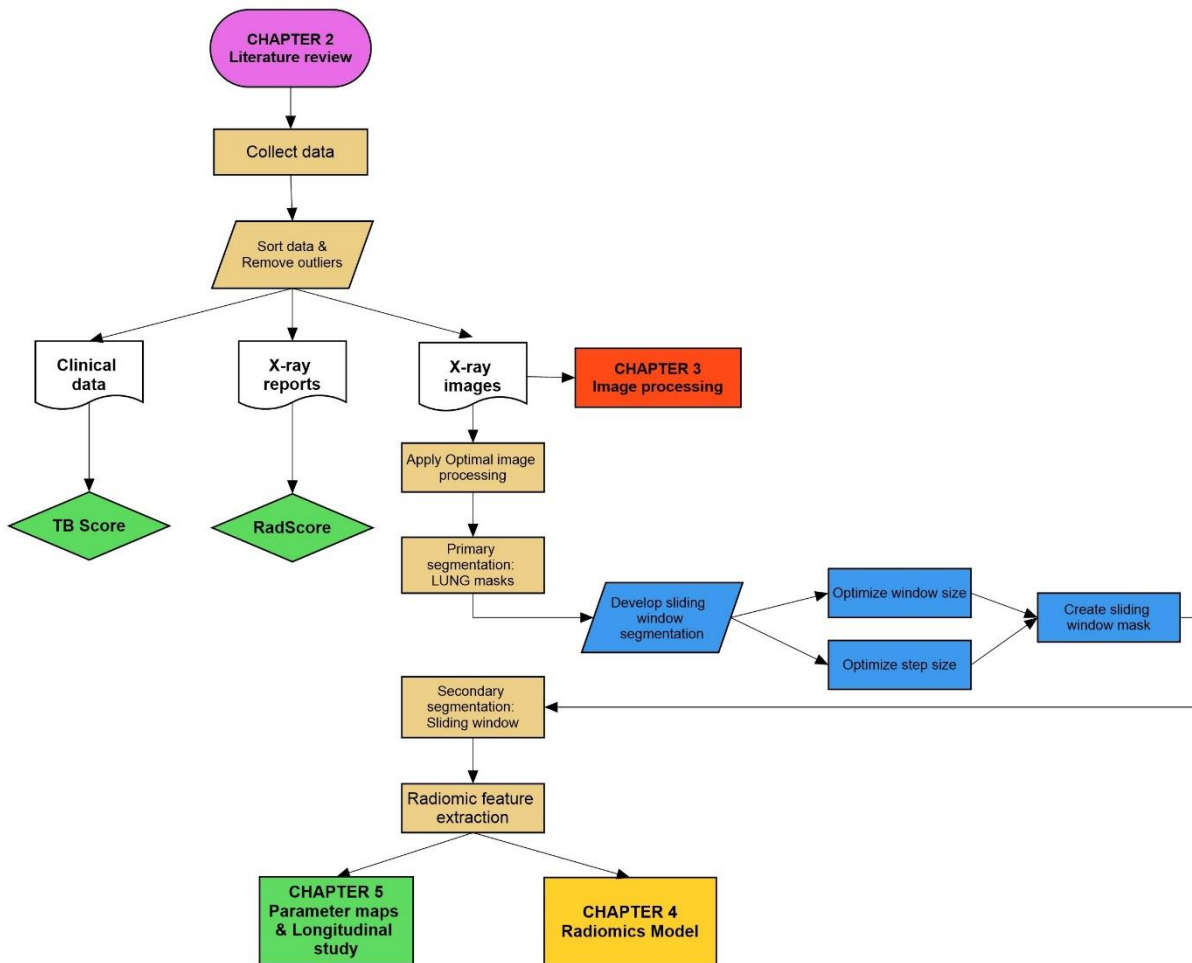 CHAPTER 2
Literature review
Collect data
Sort data &
Remove outliers
Clinical
data
X-ray
reports
X-ray
images
CHAPTER 3
Image processing
Apply Optimal image
processing
TB Score
RadScore
Primary
segmentation:
LUNG masks
Develop sliding
window
segmentation
Optimize window size
Optimize step size
Create sliding
window mask
Secondary
segmentation:
Sliding window
Radiomic feature
extraction
CHAPTER 5
Parameter maps
& Longitudinal
study
CHAPTER 4
Radiomics Model